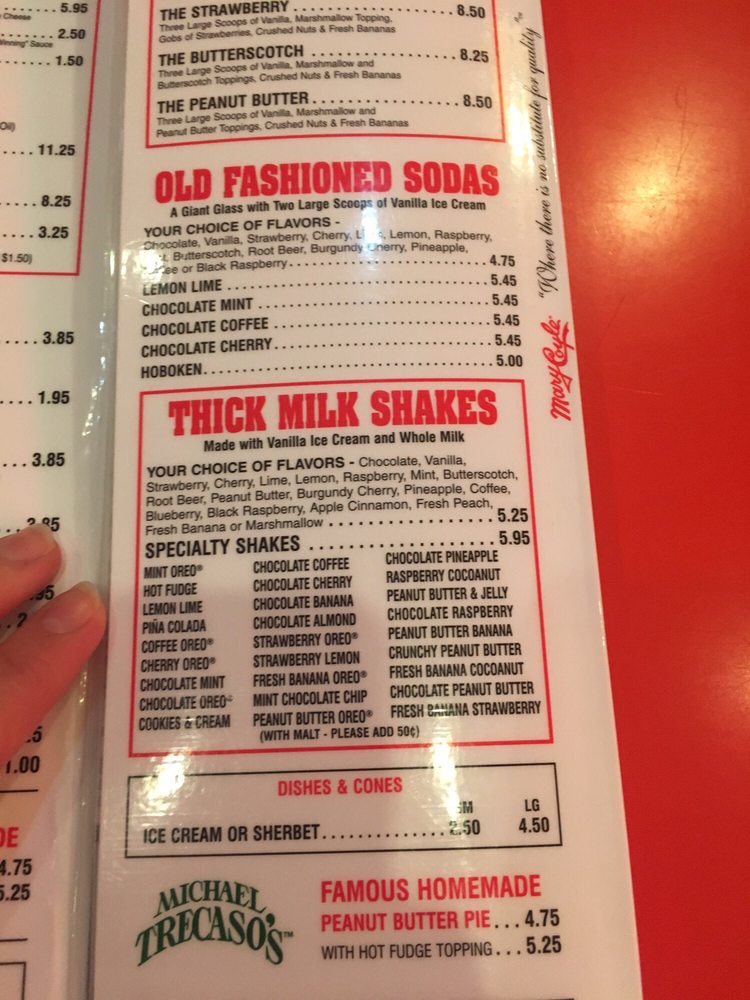 5.95
Cheese
2.50
Winning" Sauce
1.50
Oil)
11.25
8.25
3.25
$1.50)
3.85
1.95
3.85
1.00
4.75
5.25
THE STRAWBERRY 8.50
Three Large Scoops of Vanilla, Marshmallow Topping,
Gobs of Strawberries, Crushed Nuts & Fresh Bananas
THE BUTTERSCOTCH 8.25
Three Large Scoops of Vanilla, Marshmallow and
Butterscotch Toppings, Crushed Nuts & Fresh Bananas
THE PEANUT BUTTER 8.50
Three Large Scoops of Vanilla, Marshmallow and
Peanut Butter Toppings, Crushed Nuts & Fresh Bananas
OLD FASHIONED SODAS
A Giant Glass with Two Large Scoops of Vanilla Ice Cream
YOUR CHOICE OF FLAVORS -
Chocolate, Vanilla, Strawberry, Cherry, Lime, Lemon, Raspberry,
Butterscotch, Root Beer, Burgundy Cherry, Pineapple,
or Black Raspberry 4.75
LEMON LIME 5.45
CHOCOLATE MINT 5.45
CHOCOLATE COFFEE 5.45
CHOCOLATE CHERRY 5.45
HOBOKEN 5.00
THICK MILK SHAKES
Made with Vanilla Ice Cream and Whole Milk
YOUR CHOICE OF FLAVORS - Chocolate, Vanilla,
Strawberry, Cherry, Lime, Lemon, Raspberry, Mint, Butterscotch,
Root Beer, Peanut Butter, Burgundy Cherry, Pineapple, Coffee,
Blueberry, Black Raspberry, Apple Cinnamon, Fresh Peach,
Fresh Banana or Marshmallow 5.25
SPECIALTY SHAKES 5.95
MINT OREO®
HOT FUDGE
LEMON LIME
PIÑA COLADA
COFFEE OREO®
CHERRY OREO®
CHOCOLATE MINT
CHOCOLATE OREO®
COOKIES & CREAM
CHOCOLATE COFFEE
CHOCOLATE CHERRY
CHOCOLATE BANANA
CHOCOLATE ALMOND
STRAWBERRY OREO®
STRAWBERRY LEMON
FRESH BANANA OREO®
MINT CHOCOLATE CHIP
PEANUT BUTTER OREO®
CHOCOLATE PINEAPPLE
RASPBERRY COCOANUT
PEANUT BUTTER & JELLY
CHOCOLATE RASPBERRY
PEANUT BUTTER BANANA
CRUNCHY PEANUT BUTTER
FRESH BANANA COCOANUT
CHOCOLATE PEANUT BUTTER
FRESH BANANA STRAWBERRY
(WITH MALT - PLEASE ADD 50¢)
DISHES & CONES
SM LG
ICE CREAM OR SHERBET 2.50 4.50
MICHAEL
TRECASO'S™
FAMOUS HOMEMADE
PEANUT BUTTER PIE... 4.75
WITH HOT FUDGE TOPPING... 5.25
Mary Coyle® "Where there is no substitute for quality"™